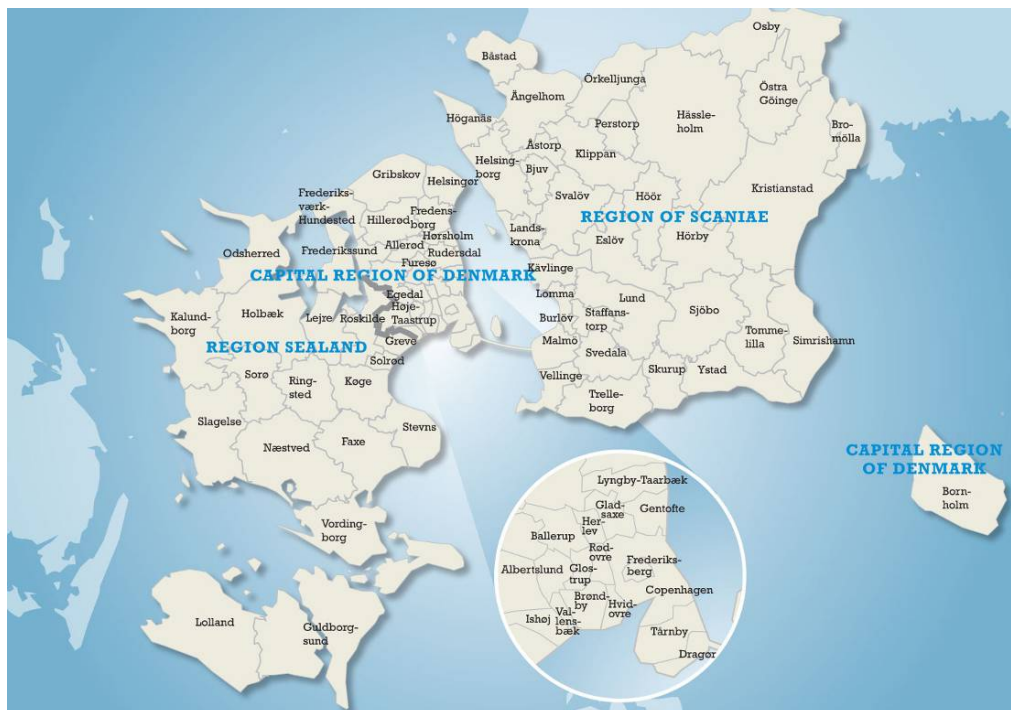 Osby
Båstad
Örkelljunga
Östra
Göinge
Ängelhom
Hässle-
holm
Höganäs
Perstorp
Bro-
mölla
Åstorp
Klippan
Helsing-
borg
Bjuv
Gribskov
Helsingør
Kristianstad
Frederiks-
værk-
Hundested
Svalöv
Höör
Hillerød
Fredens-
borg
REGION OF SCANIAE
Lands-
krona
Hørsholm
Hörby
Eslöv
Odsherred
Frederikssund
Allerød
Rudersdal
Furesø
CAPITAL REGION OF DENMARK
Kävlinge
Egedal
Lomma
Lund
Høje-
Taastrup
Kalund-
borg
Holbæk
Lejre
Roskilde
Burlöv
Staffans-
torp
Sjöbo
Tomme-
lilla
Simrishamn
Greve
Malmö
REGION SEALAND
Solrød
Svedala
Sorø
Ring-
sted
Køge
Vellinge
Skurup
Ystad
Trelle-
borg
Slagelse
Stevns
Næstved
Faxe
CAPITAL REGION
OF DENMARK
Born-
holm
Vording-
borg
Lolland
Guldborg-
sund
Lyngby-Taarbæk
Glad-
saxe
Gentofte
Her-
lev
Ballerup
Rød-
ovre
Albertslund
Glos-
trup
Frederiks-
berg
Copenhagen
Brønd-
by
Hvid-
ovre
Ishøj
Val-
lens-
bæk
Tårnby
Dragør